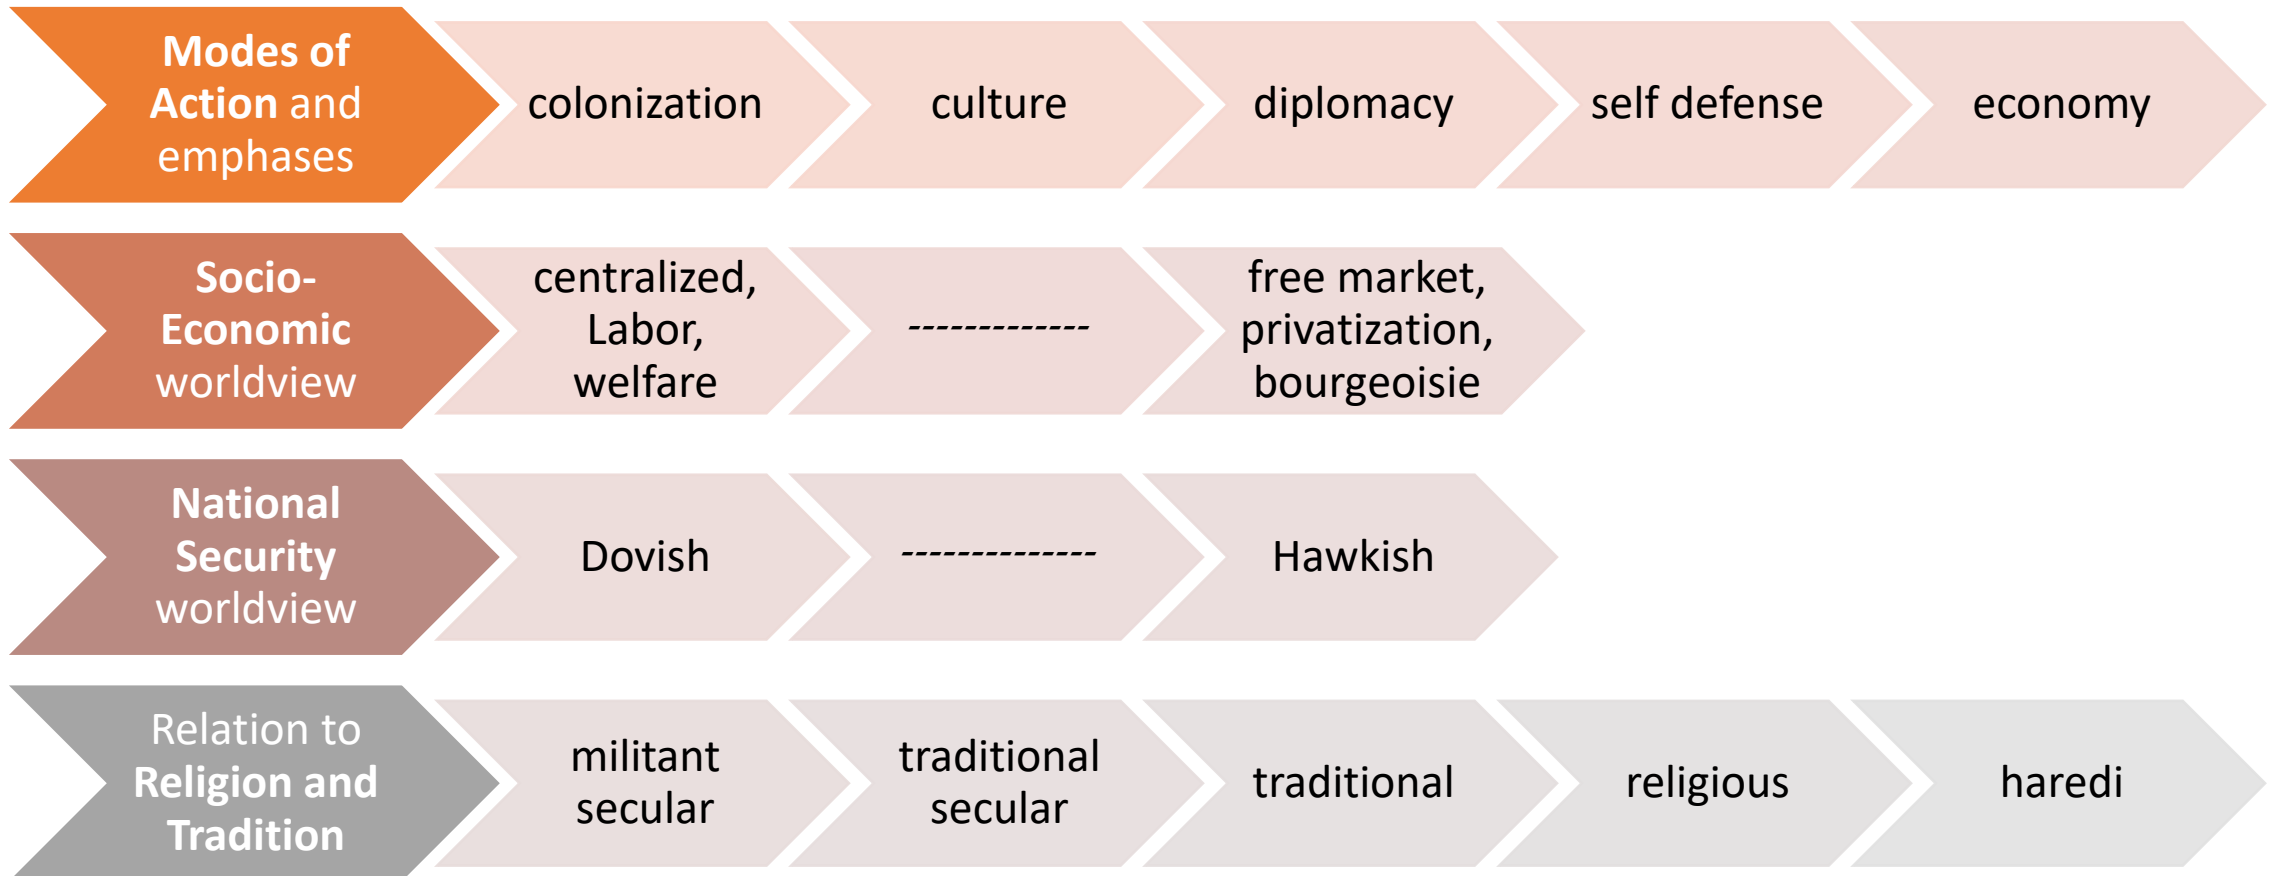 Modes of
Action and
emphases
colonization
culture
diplomacy
self defense
economy
Socio-
Economic
worldview
centralized,
Labor,
welfare
-------------
free market,
privatization,
bourgeoisie
National
Security
worldview
Dovish
--------------
Hawkish
Relation to
Religion and
Tradition
militant
secular
traditional
secular
traditional
religious
haredi